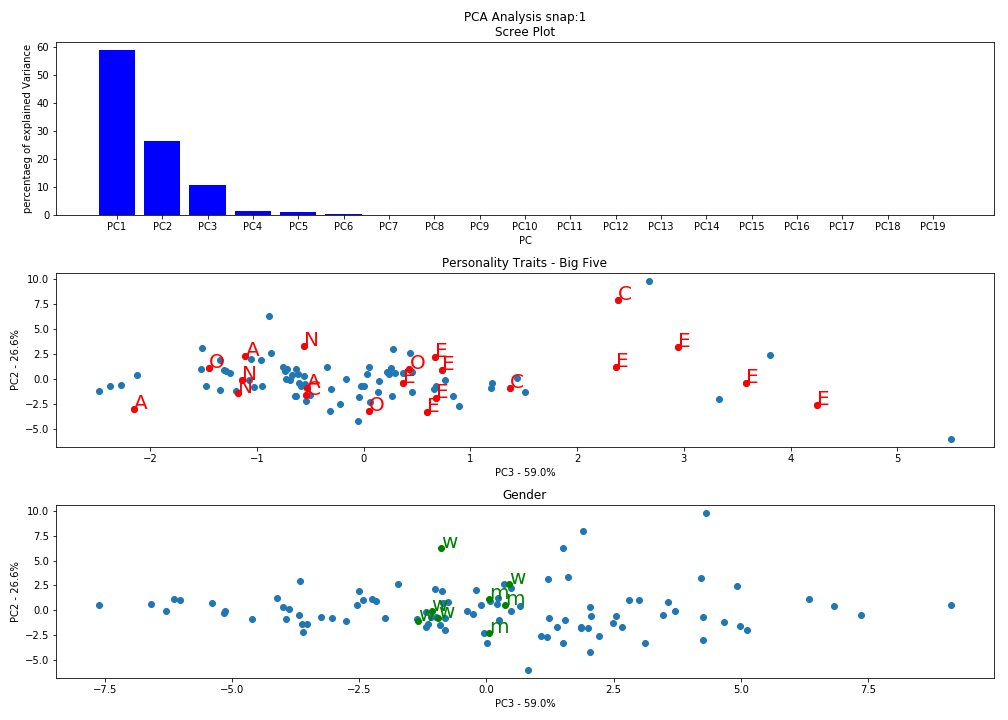 PCA Analysis snap:1
Scree Plot
percentaeg of explained Variance
60
50
40
30
20
10
0
PC1 PC2 PC3 PC4 PC5 PC6 PC7 PC8 PC9 PC10 PC11 PC12 PC13 PC14 PC15 PC16 PC17 PC18 PC19
PC
Personality Traits - Big Five
PC2 - 26.6%
10.0
7.5
5.0
2.5
0.0
−2.5
−5.0
C
E
N
A
E
O
O
E
E
N
E
E
A
C
C
N
E
A
O
E
E
−2 −1 0 1 2 3 4 5
PC3 - 59.0%
Gender
PC2 - 26.6%
10.0
7.5
5.0
2.5
0.0
−2.5
−5.0
w
w
m
m
w
w
w
m
−7.5 −5.0 −2.5 0.0 2.5 5.0 7.5
PC3 - 59.0%